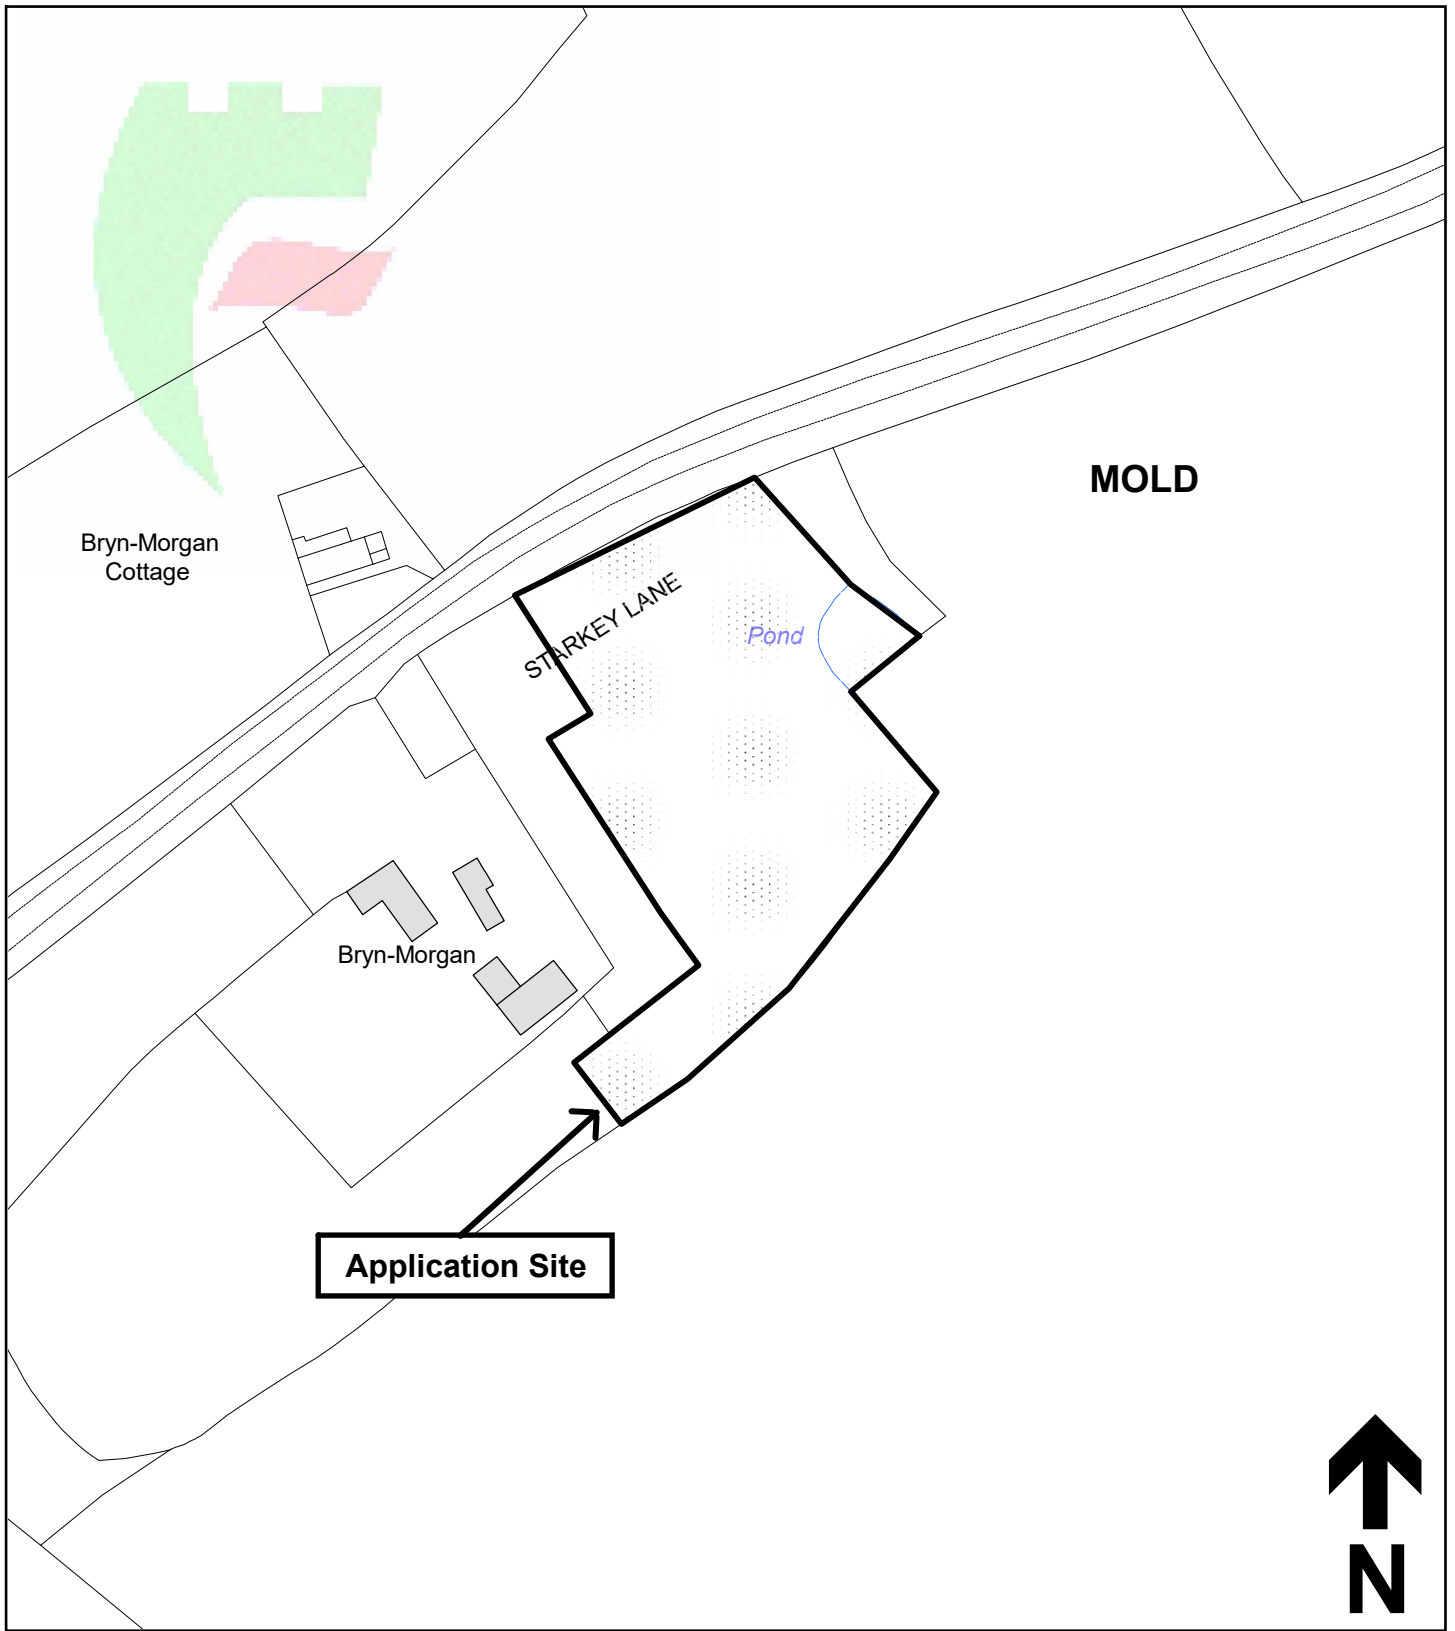 MOLD
Bryn-Morgan
Cottage
STARKEY LANE
Pond
Bryn-Morgan
Application Site
N